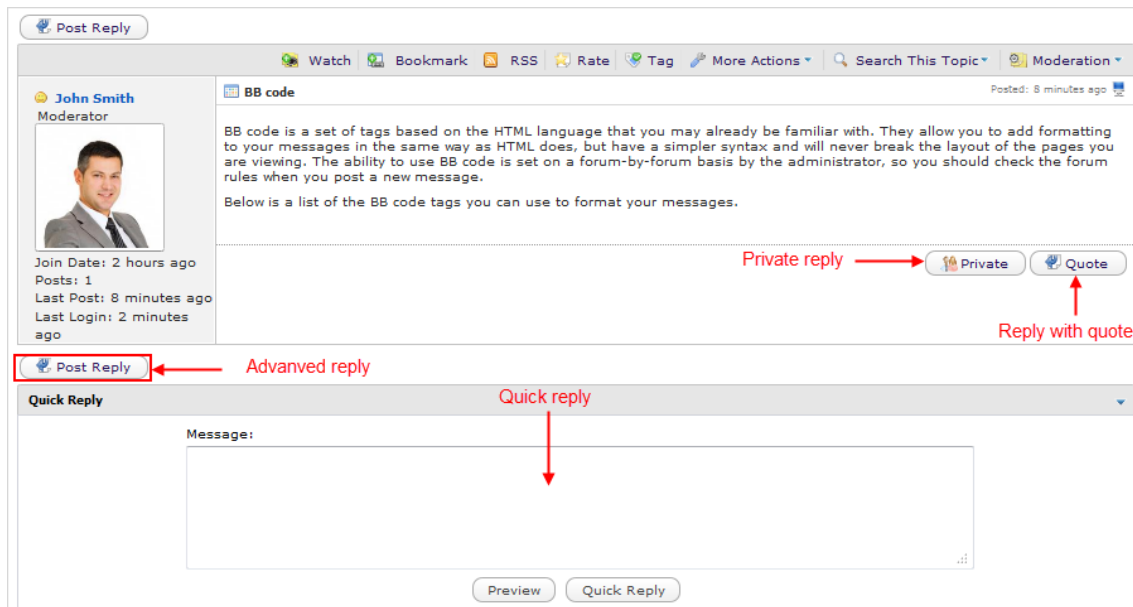 Post Reply
Watch Bookmark RSS Rate Tag More Actions Search This Topic Moderation
John Smith
Moderator
Join Date: 2 hours ago
Posts: 1
Last Post: 8 minutes ago
Last Login: 2 minutes
ago
BB code
Posted: 8 minutes ago
BB code is a set of tags based on the HTML language that you may already be familiar with. They allow you to add formatting
to your messages in the same way as HTML does, but have a simpler syntax and will never break the layout of the pages you
are viewing. The ability to use BB code is set on a forum-by-forum basis by the administrator, so you should check the forum
rules when you post a new message.
Below is a list of the BB code tags you can use to format your messages.
Private reply Private Quote
Reply with quote
Post Reply Advanved reply
Quick Reply Quick reply
Message:
Preview Quick Reply